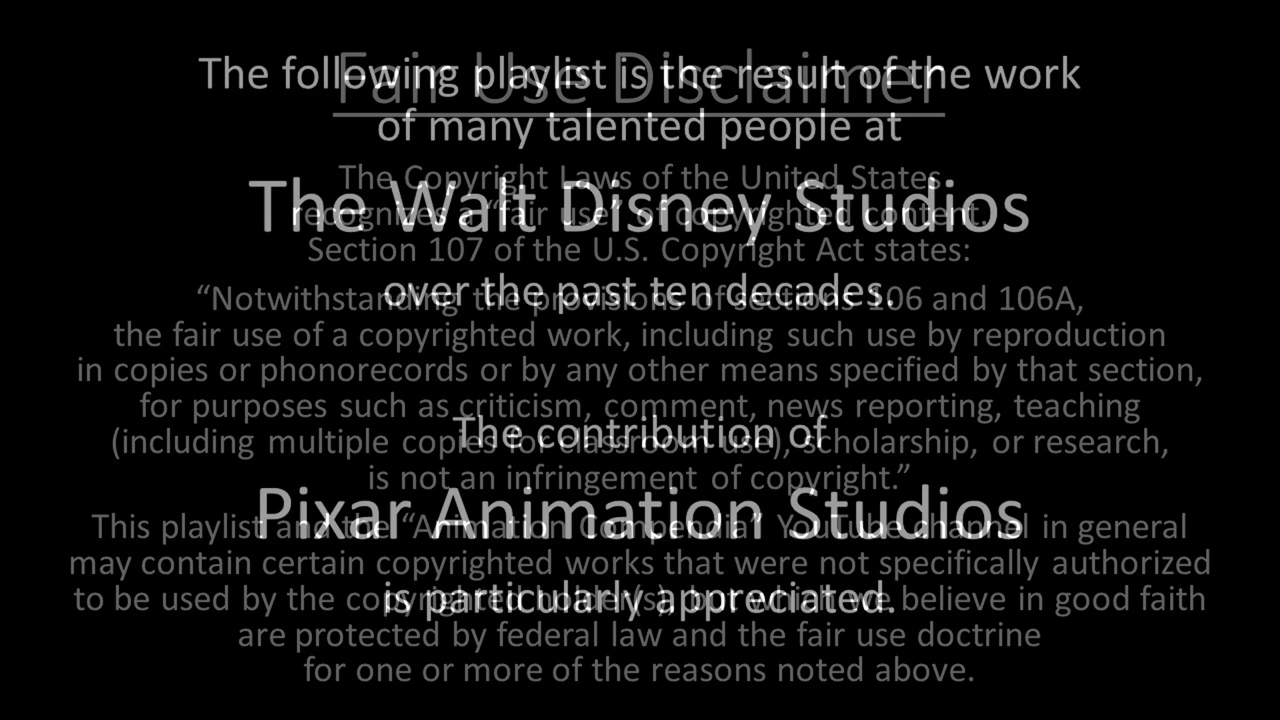 The following playlist is the result of the work
of many talented people at
The Walt Disney Studios
over the past ten decades.
The contribution of
Pixar Animation Studios
is particularly appreciated.
Fair Use Disclaimer
The Copyright Laws of the United States
recognizes a “fair use” of copyrighted content.
Section 107 of the U.S. Copyright Act states:
“Notwithstanding the provisions of sections 106 and 106A,
the fair use of a copyrighted work, including such use by reproduction
in copies or phonorecords or by any other means specified by that section,
for purposes such as criticism, comment, news reporting, teaching
(including multiple copies for classroom use), scholarship, or research,
is not an infringement of copyright.”
This playlist and the “Animation Compendia” YouTube channel in general
may contain certain copyrighted works that were not specifically authorized
to be used by the copyrighted holder(s), but which we believe in good faith
are protected by federal law and the fair use doctrine
for one or more of the reasons noted above.